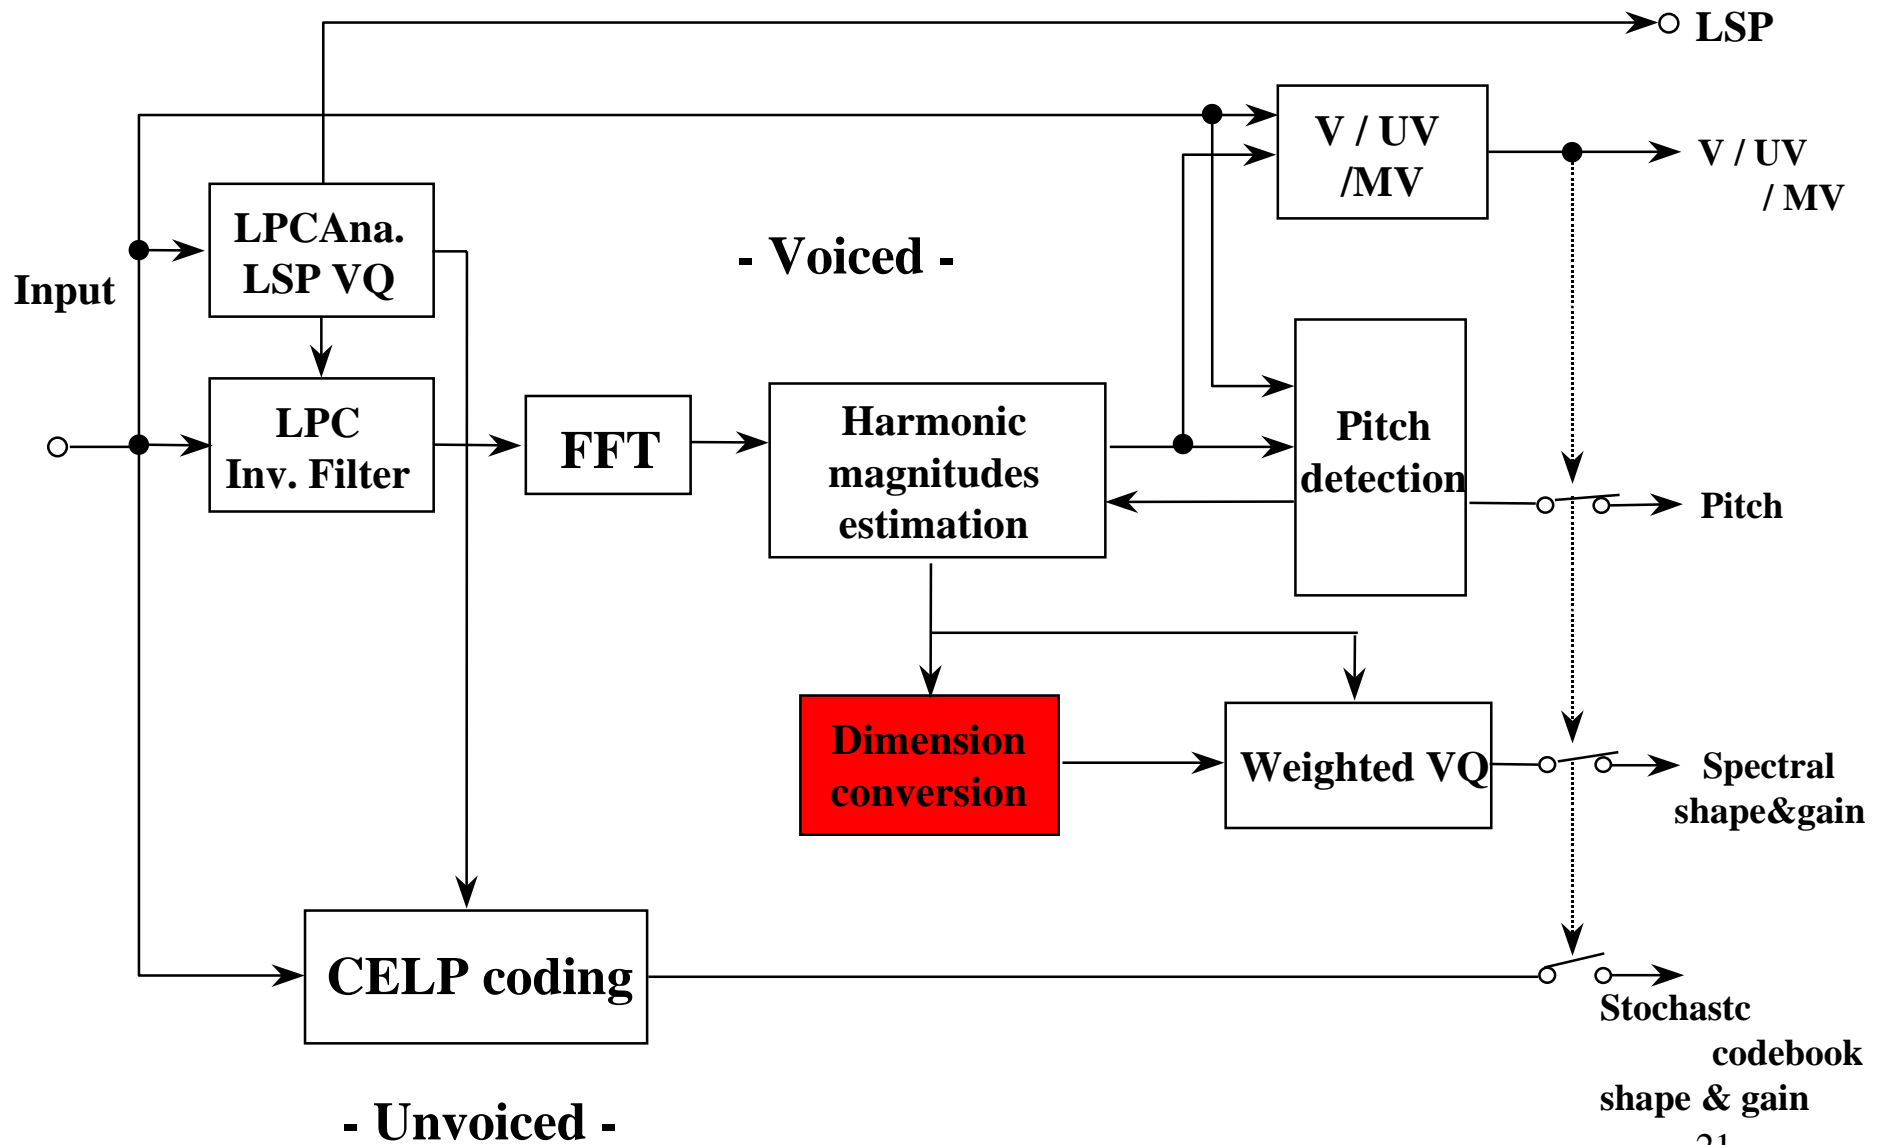 LSP
V / UV
/MV
V / UV
/ MV
LPCAna.
LSP VQ
- Voiced -
Input
LPC
Inv. Filter
FFT
Harmonic
magnitudes
estimation
Pitch
detection
Pitch
Dimension
conversion
Weighted VQ
Spectral
shape&gain
CELP coding
Stochastc
codebook
shape & gain
- Unvoiced -
21